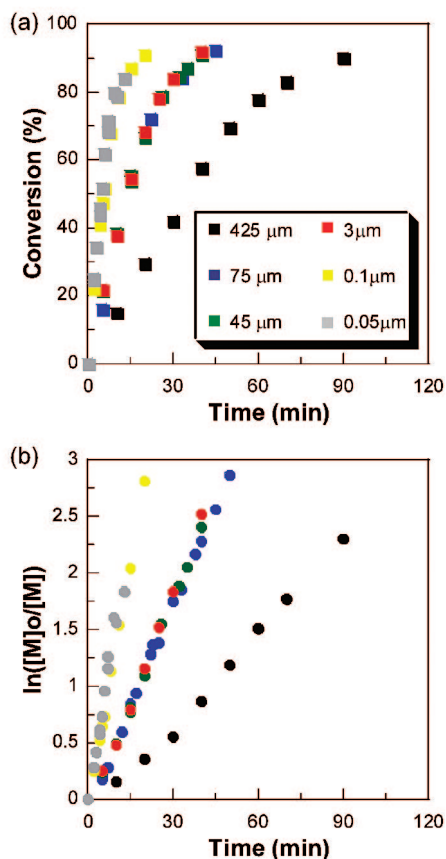 (a)
100
80
60
40
20
0
Conversion (%)
425 μm
3μm
75 μm
0.1μm
45 μm
0.05μm
0 30 60 90 120
Time (min)
(b)
3
2.5
2
1.5
1
0.5
0
ln([M]o/[M])
0 30 60 90 120
Time (min)